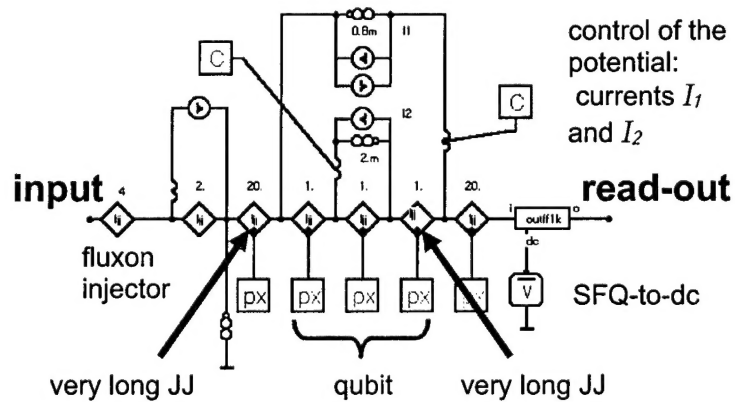 0.8m
I1
C
control of the
potential:
currents I₁
and I₂
C
I2
2.m
input
4
2.
20.
1.
1.
1.
20.
read-out
i
outff1k
o
dc
fluxon
injector
px
px
px
px
px
V
SFQ-to-dc
very long JJ
qubit
very long JJ